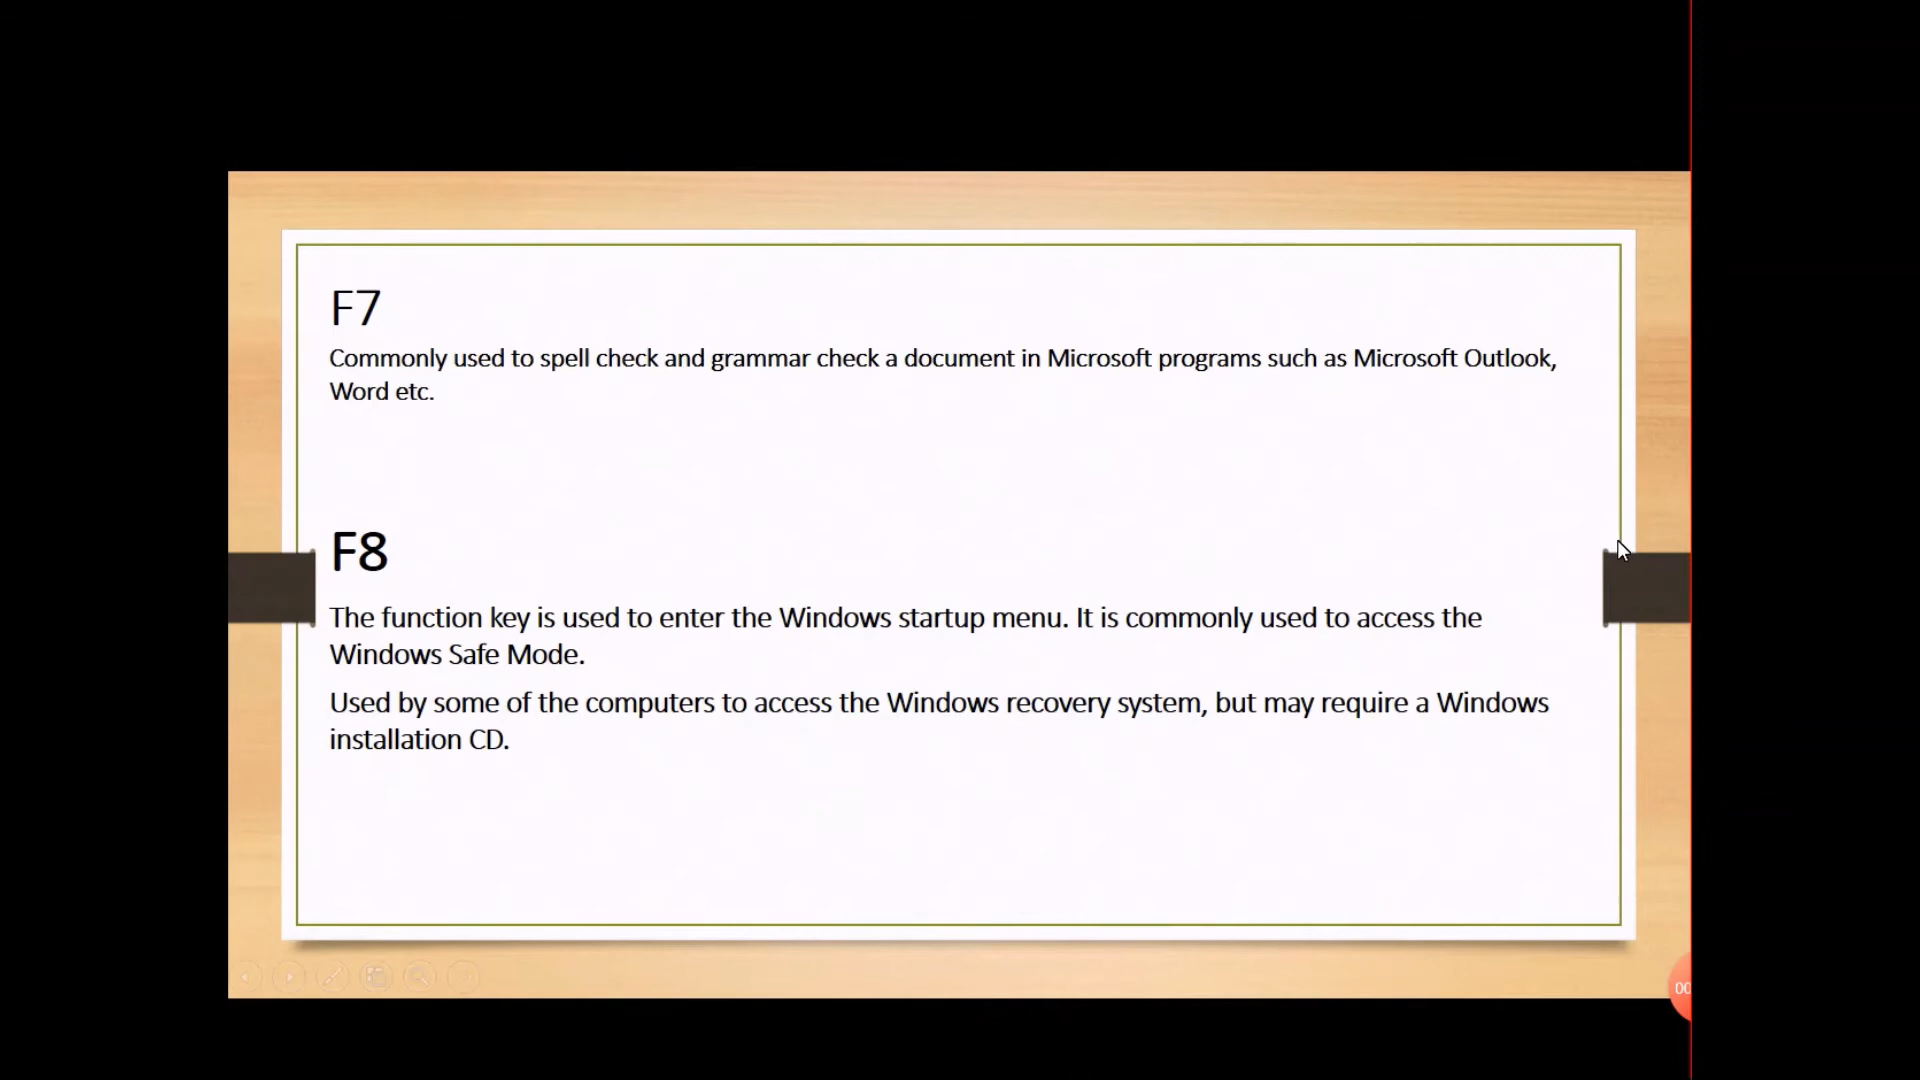 F7
Commonly used to spell check and grammar check a document in Microsoft programs such as Microsoft Outlook,
Word etc.
F8
The function key is used to enter the Windows startup menu. It is commonly used to access the
Windows Safe Mode.
Used by some of the computers to access the Windows recovery system, but may require a Windows
installation CD.
00